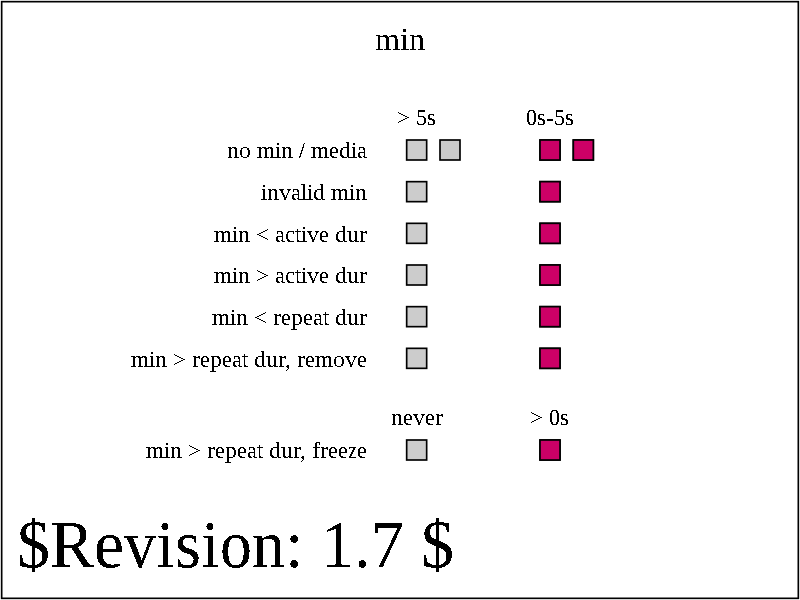 min
> 5s 0s-5s
no min / media
invalid min
min < active dur
min > active dur
min < repeat dur
min > repeat dur, remove
never > 0s
min > repeat dur, freeze
$Revision: 1.7 $